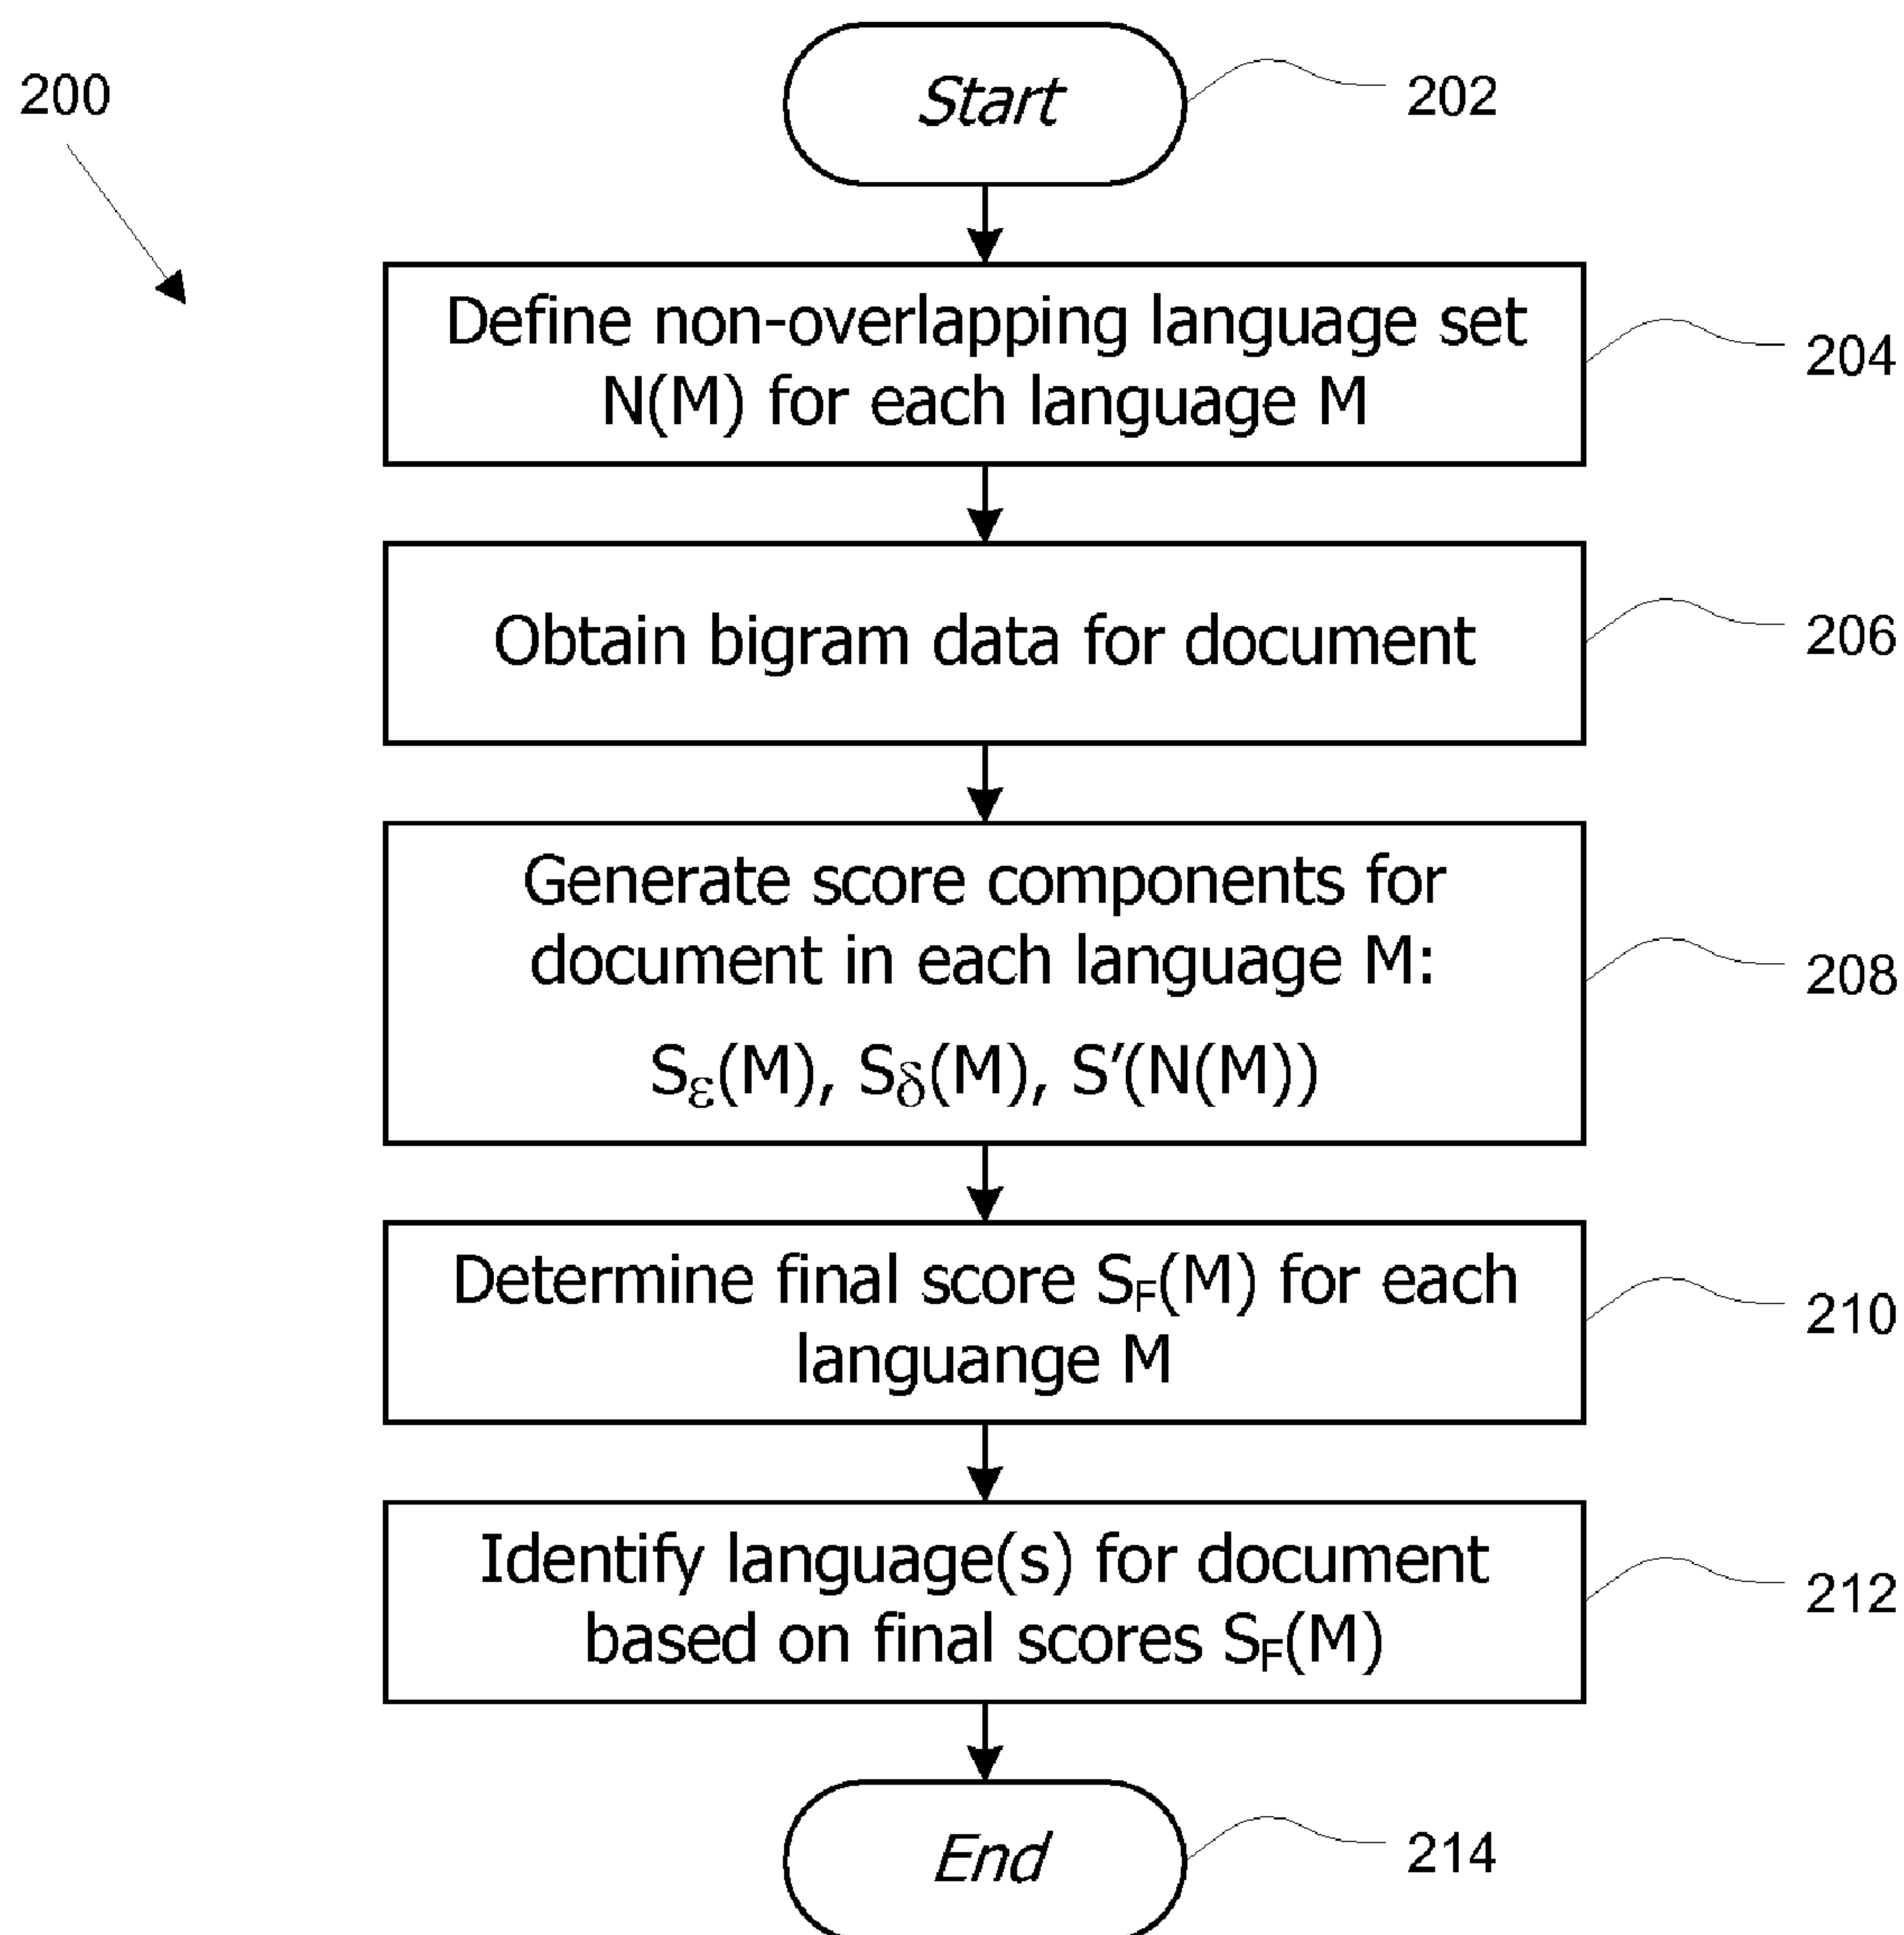 200
Start
202
Define non-overlapping language set
N(M) for each language M
204
Obtain bigram data for document
206
Generate score components for
document in each language M:
Sε(M), Sδ(M), S'(N(M))
208
Determine final score SF(M) for each
languange M
210
Identify language(s) for document
based on final scores SF(M)
212
End
214